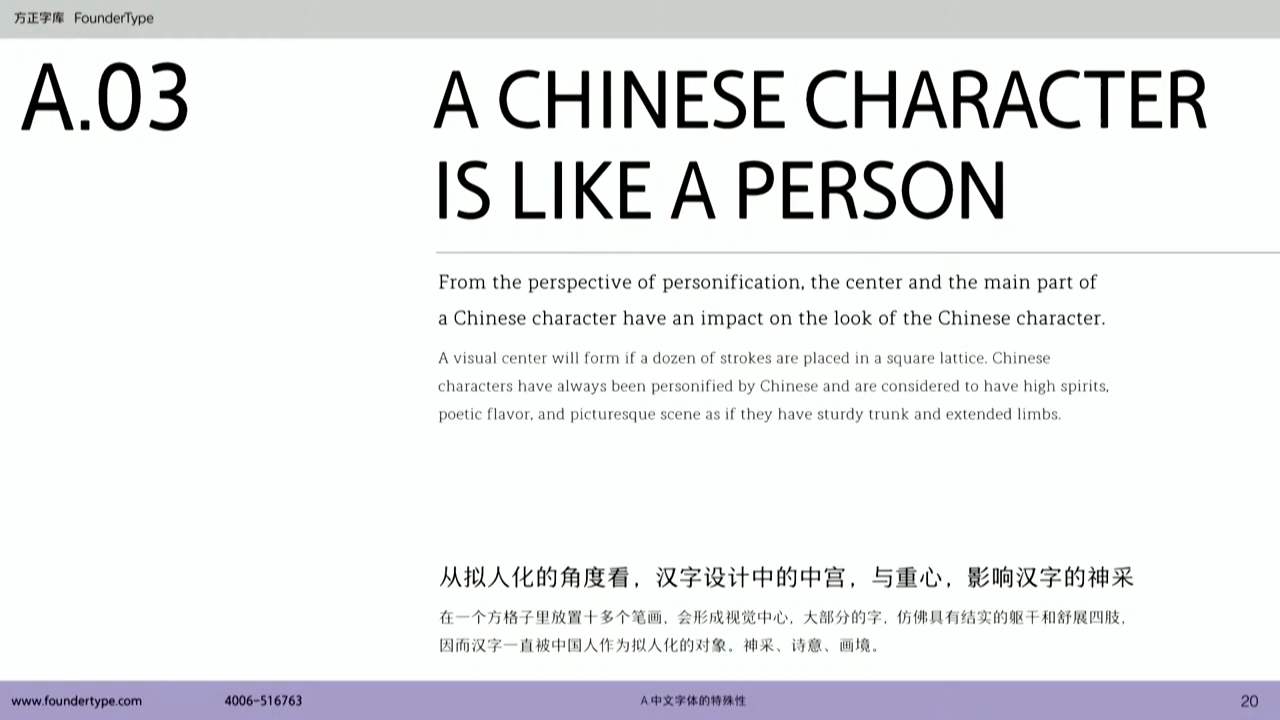 方正字库 FounderType
A.03
A CHINESE CHARACTER
IS LIKE A PERSON
From the perspective of personification, the center and the main part of
a Chinese character have an impact on the look of the Chinese character.
A visual center will form if a dozen of strokes are placed in a square lattice. Chinese
characters have always been personified by Chinese and are considered to have high spirits,
poetic flavor, and picturesque scene as if they have sturdy trunk and extended limbs.
从拟人化的角度看，汉字设计中的中宫，与重心，影响汉字的神采
在一个方格子里放置十多个笔画，会形成视觉中心，大部分的字，仿佛具有结实的躯干和舒展四肢，
因而汉字一直被中国人作为拟人化的对象。神采、诗意、画境。
www.foundertype.com
4006-516763
A 中文字体的特殊性
20